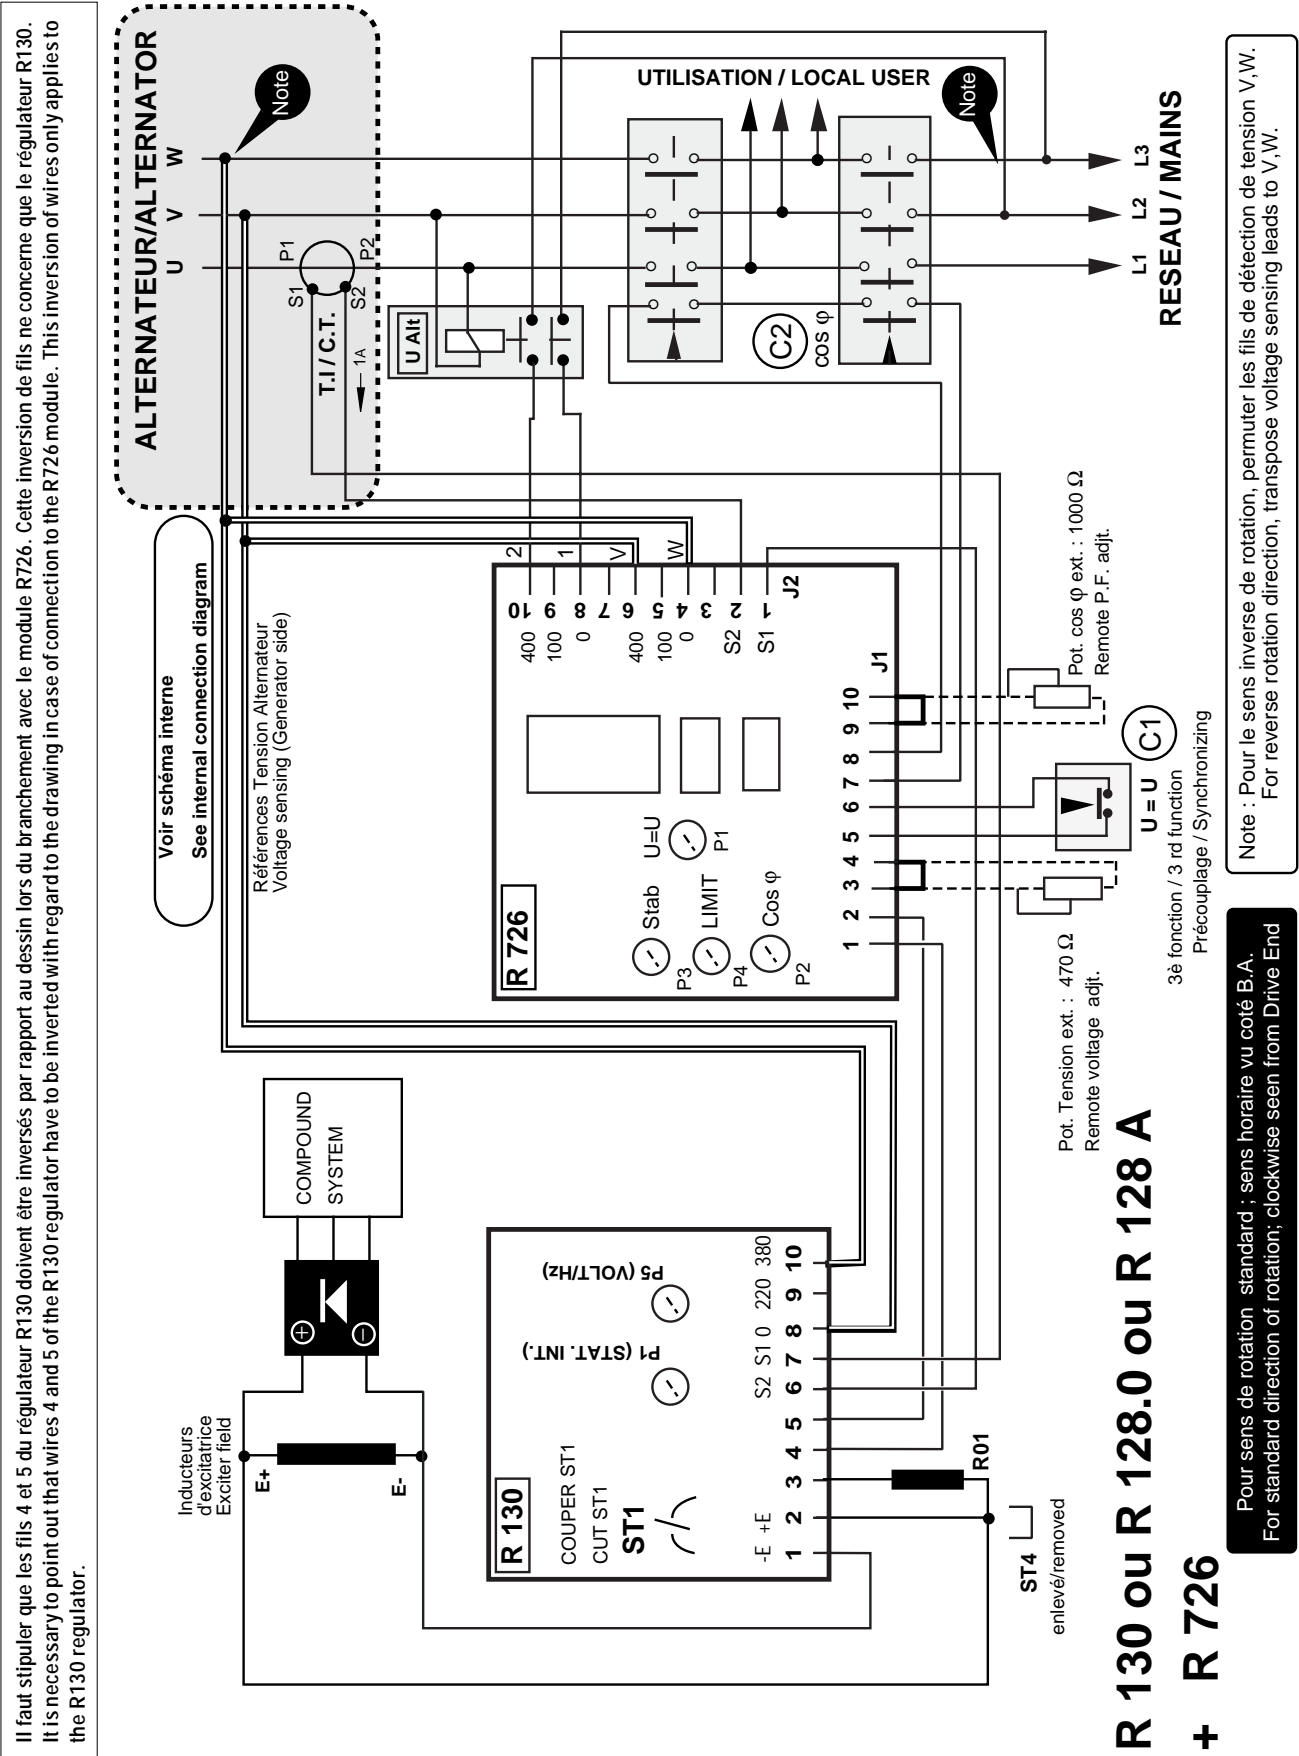 Il faut stipuler que les fils 4 et 5 du régulateur R130 doivent être inversés par rapport au dessin lors du branchement avec le module R726. Cette inversion de fils ne concerne que le régulateur R130.
It is necessary to point out that wires 4 and 5 of the R130 regulator have to be inverted with regard to the drawing in case of connection to the R726 module. This inversion of wires only applies to
the R130 regulator.
ALTERNATEUR/ALTERNATOR
U V W
Note
P1 P2
S1 S2
T.I / C.T.
1A
Voir schéma interne
See internal connection diagram
Références Tension Alternateur
Voltage sensing (Generator side)
U Alt
UTILISATION / LOCAL USER
Note
C2
cos φ
L1 L2 L3
RESEAU / MAINS
COMPOUND
SYSTEM
+ -
Inducteurs
d'excitatrice
Exciter field
E+
E-
R 726
2 1 V W
10 9 8 7 6 5 4 3 2 1
400 100 0 400 100 0 S2 S1
J2
Stab
P3
LIMIT
P4
Cos φ
P2
U=U
P1
1 2 3 4 5 6 7 8 9 10
J1
R 130
COUPER ST1
CUT ST1
ST1
P1 (STAT. INT.)
P5 (VOLT/Hz)
-E +E S2 S1 0 220 380
1 2 3 4 5 6 7 8 9 10
R01
ST4
enlevé/removed
Pot. Tension ext. : 470 Ω
Remote voltage adjt.
U = U
C1
3è fonction / 3 rd function
Précouplage / Synchronizing
Pot. cos φ ext. : 1000 Ω
Remote P.F. adjt.
R 130 ou R 128.0 ou R 128 A
+ R 726
Pour sens de rotation standard ; sens horaire vu coté B.A.
For standard direction of rotation; clockwise seen from Drive End
Note : Pour le sens inverse de rotation, permuter les fils de détection de tension V,W.
For reverse rotation direction, transpose voltage sensing leads to V,W.